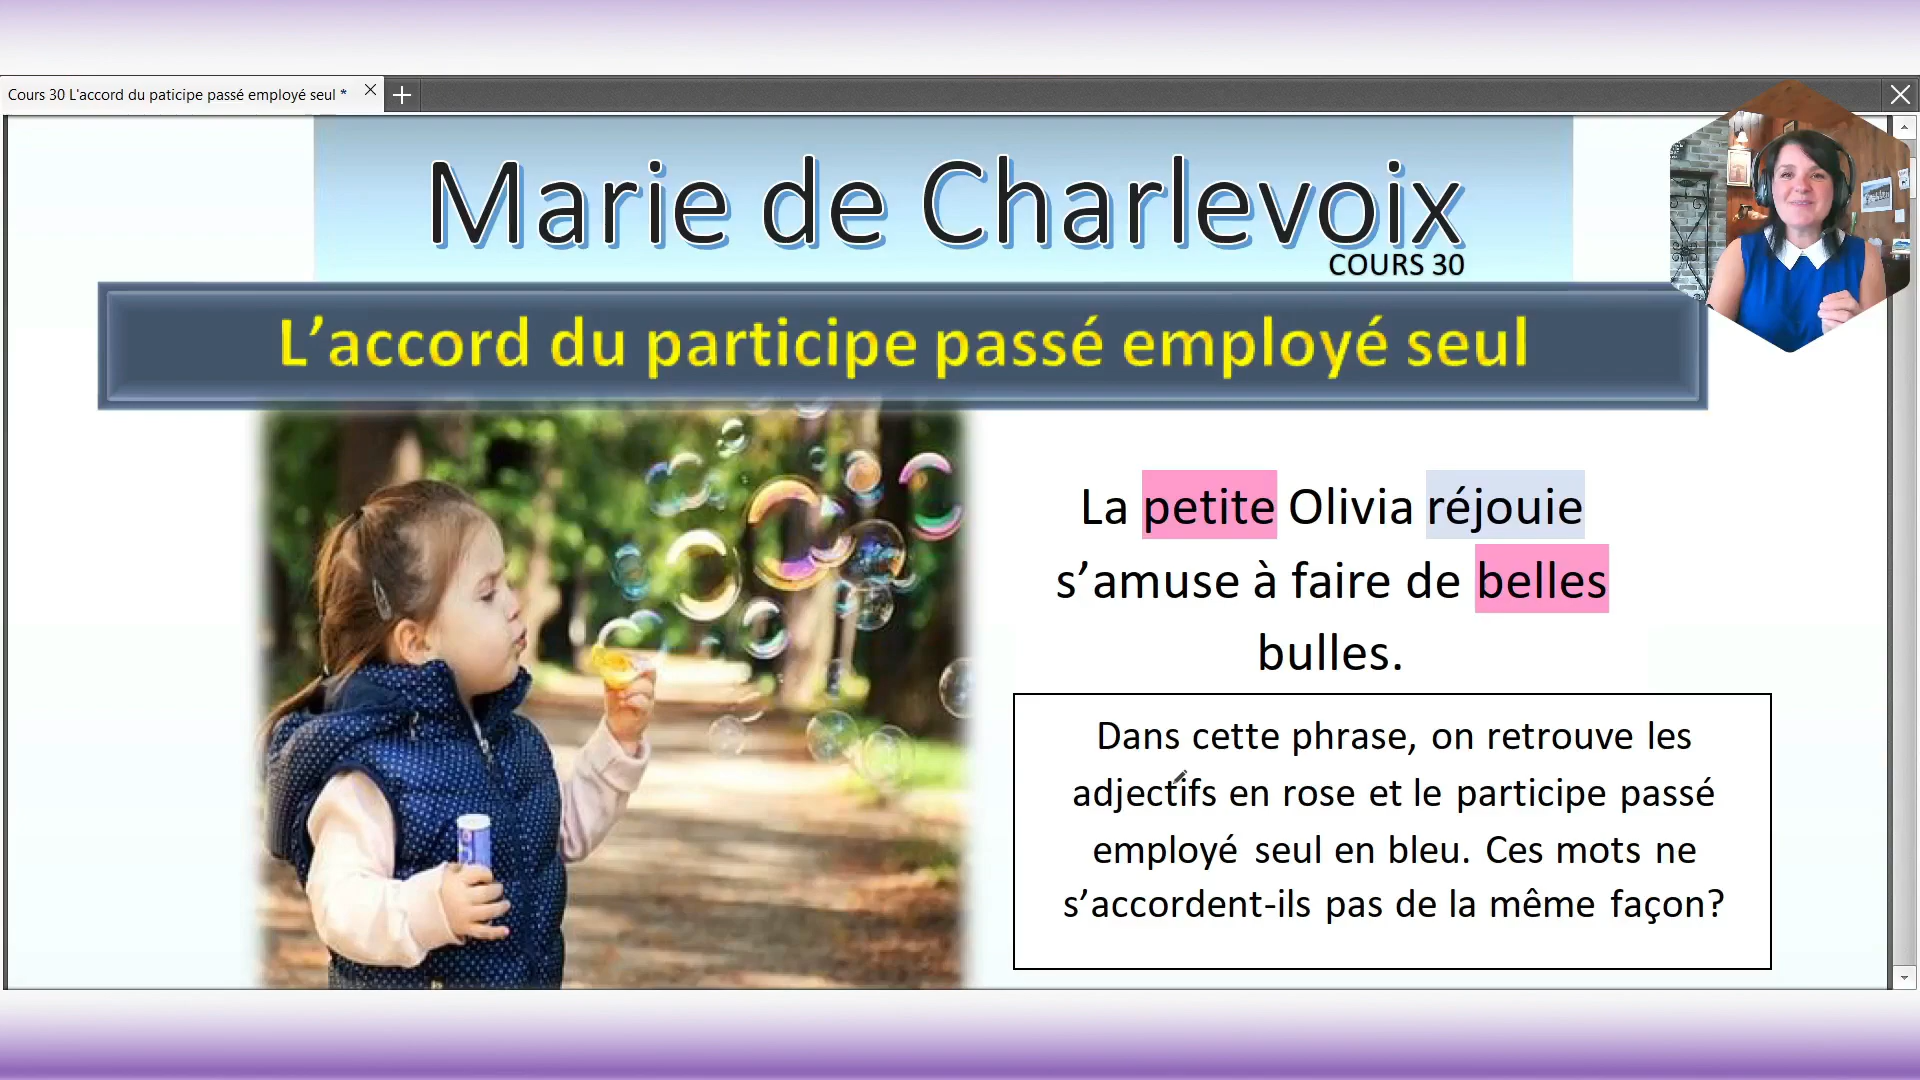 Cours 30 L'accord du paticipe passé employé seul *
Marie de Charlevoix
COURS 30
L’accord du participe passé employé seul
La petite Olivia réjouie
s’amuse à faire de belles
bulles.
Dans cette phrase, on retrouve les
adjectifs en rose et le participe passé
employé seul en bleu. Ces mots ne
s’accordent-ils pas de la même façon?